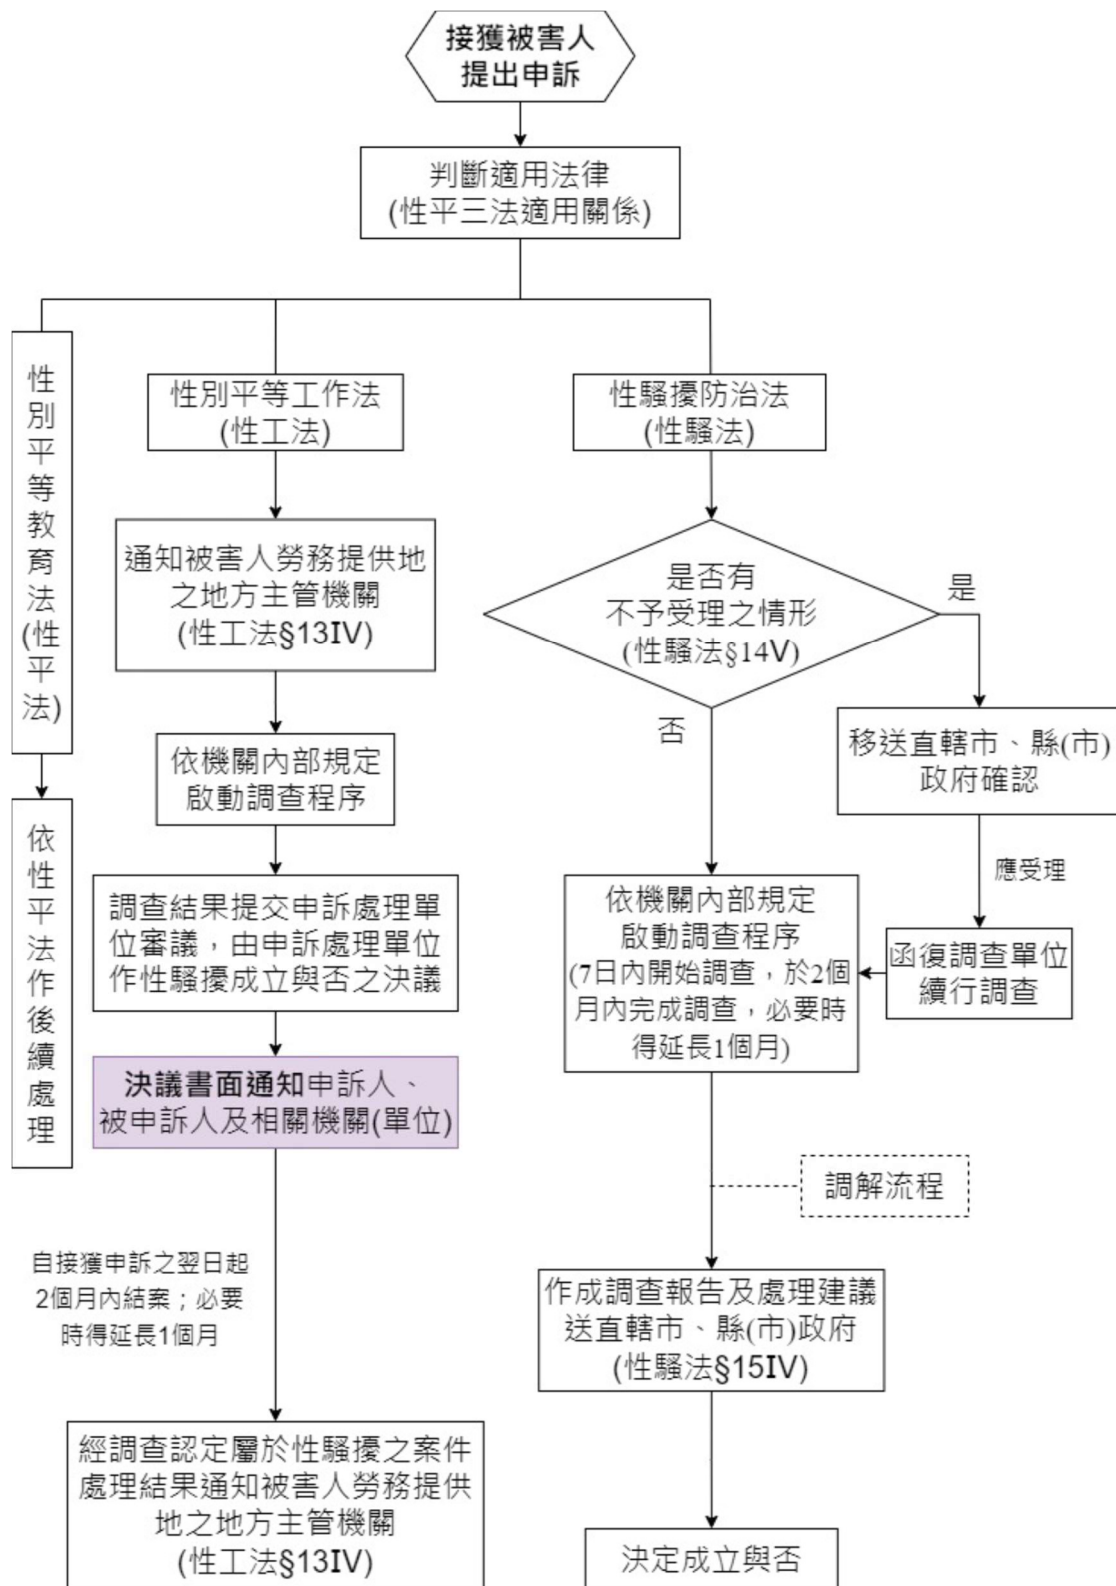 接獲被害人
提出申訴
判斷適用法律
(性平三法適用關係)
性別平等教育法(性平法)
依性平法作後續處理
性別平等工作法
(性工法)
通知被害人勞務提供地
之地方主管機關
(性工法§13IV)
依機關內部規定
啟動調查程序
調查結果提交申訴處理單
位審議，由申訴處理單位
作性騷擾成立與否之決議
決議書面通知申訴人、
被申訴人及相關機關(單位)
自接獲申訴之翌日起
2個月內結案；必要
時得延長1個月
經調查認定屬於性騷擾之案件
處理結果通知被害人勞務提供
地之地方主管機關
(性工法§13IV)
性騷擾防治法
(性騷法)
是否有
不予受理之情形
(性騷法§14V)
是
否
移送直轄市、縣(市)
政府確認
應受理
函復調查單位
續行調查
依機關內部規定
啟動調查程序
(7日內開始調查，於2個
月內完成調查，必要時
得延長1個月)
調解流程
作成調查報告及處理建議
送直轄市、縣(市)政府
(性騷法§15IV)
決定成立與否